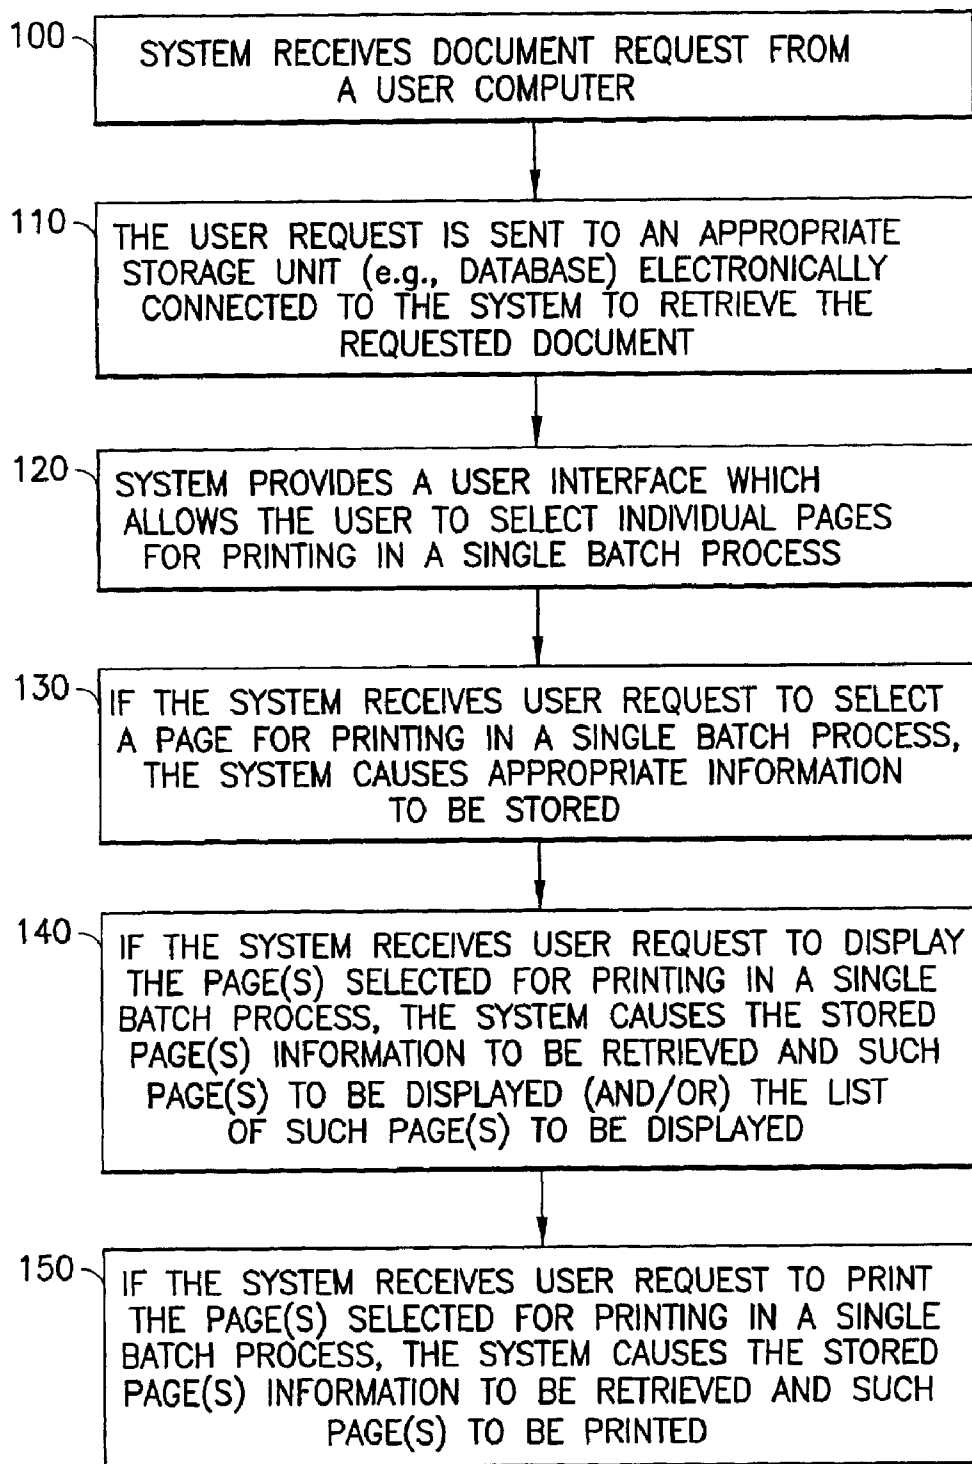 100
SYSTEM RECEIVES DOCUMENT REQUEST FROM
A USER COMPUTER
110
THE USER REQUEST IS SENT TO AN APPROPRIATE
STORAGE UNIT (e.g., DATABASE) ELECTRONICALLY
CONNECTED TO THE SYSTEM TO RETRIEVE THE
REQUESTED DOCUMENT
120
SYSTEM PROVIDES A USER INTERFACE WHICH
ALLOWS THE USER TO SELECT INDIVIDUAL PAGES
FOR PRINTING IN A SINGLE BATCH PROCESS
130
IF THE SYSTEM RECEIVES USER REQUEST TO SELECT
A PAGE FOR PRINTING IN A SINGLE BATCH PROCESS,
THE SYSTEM CAUSES APPROPRIATE INFORMATION
TO BE STORED
140
IF THE SYSTEM RECEIVES USER REQUEST TO DISPLAY
THE PAGE(S) SELECTED FOR PRINTING IN A SINGLE
BATCH PROCESS, THE SYSTEM CAUSES THE STORED
PAGE(S) INFORMATION TO BE RETRIEVED AND SUCH
PAGE(S) TO BE DISPLAYED (AND/OR) THE LIST
OF SUCH PAGE(S) TO BE DISPLAYED
150
IF THE SYSTEM RECEIVES USER REQUEST TO PRINT
THE PAGE(S) SELECTED FOR PRINTING IN A SINGLE
BATCH PROCESS, THE SYSTEM CAUSES THE STORED
PAGE(S) INFORMATION TO BE RETRIEVED AND SUCH
PAGE(S) TO BE PRINTED